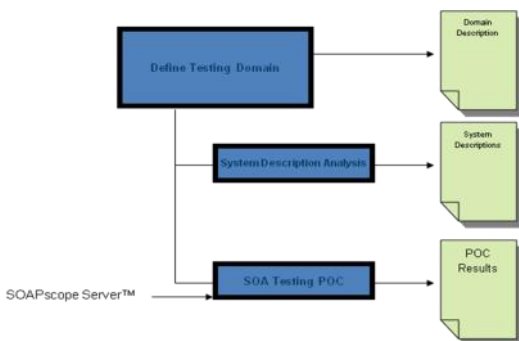 Domain
Description
Define Testing Domain
System
Descriptions
System Description Analysis
POC
Results
SOA Testing POC
SOAPscope Server™